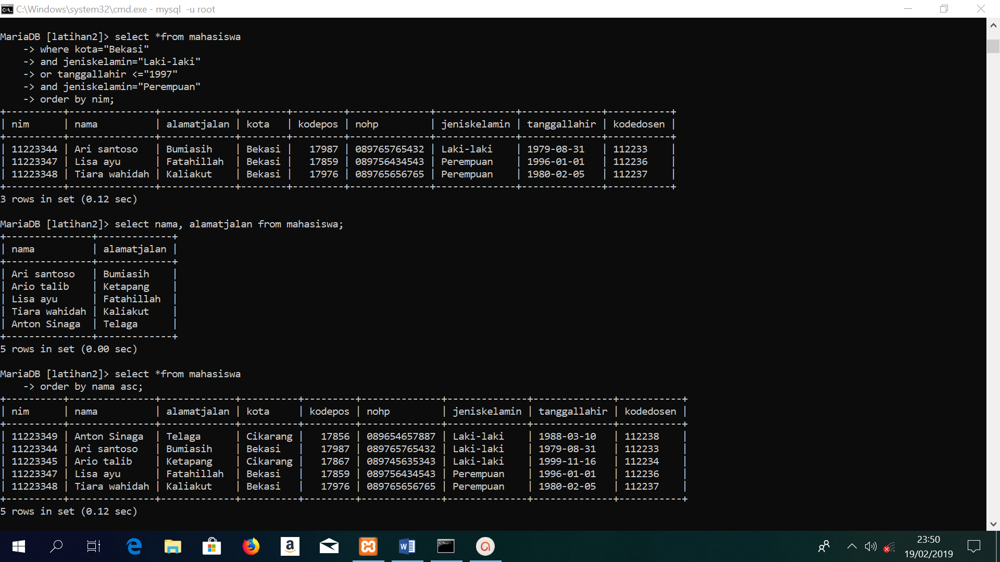 C:\Windows\system32\cmd.exe - mysql  -u root
MariaDB [latihan2]> select *from mahasiswa
    -> where kota="Bekasi"
    -> and jeniskelamin="Laki-laki"
    -> or tanggallahir <="1997"
    -> and jeniskelamin="Perempuan"
    -> order by nim;
+----------+---------------+-------------+--------+---------+--------------+--------------+--------------+-----------+
| nim      | nama          | alamatjalan | kota   | kodepos | nohp         | jeniskelamin | tanggallahir | kodedosen |
+----------+---------------+-------------+--------+---------+--------------+--------------+--------------+-----------+
| 11223344 | Ari santoso   | Bumiasih    | Bekasi |   17987 | 089765765432 | Laki-laki    | 1979-08-31   | 112233    |
| 11223347 | Lisa ayu      | Fatahillah  | Bekasi |   17859 | 089756434543 | Perempuan    | 1996-01-01   | 112236    |
| 11223348 | Tiara wahidah | Kaliakut    | Bekasi |   17976 | 089765656765 | Perempuan    | 1980-02-05   | 112237    |
+----------+---------------+-------------+--------+---------+--------------+--------------+--------------+-----------+
3 rows in set (0.12 sec)
MariaDB [latihan2]> select nama, alamatjalan from mahasiswa;
+---------------+-------------+
| nama          | alamatjalan |
+---------------+-------------+
| Ari santoso   | Bumiasih    |
| Ario talib    | Ketapang    |
| Lisa ayu      | Fatahillah  |
| Tiara wahidah | Kaliakut    |
| Anton Sinaga  | Telaga      |
+---------------+-------------+
5 rows in set (0.00 sec)
MariaDB [latihan2]> select *from mahasiswa
    -> order by nama asc;
+----------+---------------+-------------+----------+---------+--------------+--------------+--------------+-----------+
| nim      | nama          | alamatjalan | kota     | kodepos | nohp         | jeniskelamin | tanggallahir | kodedosen |
+----------+---------------+-------------+----------+---------+--------------+--------------+--------------+-----------+
| 11223349 | Anton Sinaga  | Telaga      | Cikarang |   17856 | 089654657887 | Laki-laki    | 1988-03-10   | 112238    |
| 11223344 | Ari santoso   | Bumiasih    | Bekasi   |   17987 | 089765765432 | Laki-laki    | 1979-08-31   | 112233    |
| 11223345 | Ario talib    | Ketapang    | Cikarang |   17867 | 089745635343 | Laki-laki    | 1999-11-16   | 112234    |
| 11223347 | Lisa ayu      | Fatahillah  | Bekasi   |   17859 | 089756434543 | Perempuan    | 1996-01-01   | 112236    |
| 11223348 | Tiara wahidah | Kaliakut    | Bekasi   |   17976 | 089765656765 | Perempuan    | 1980-02-05   | 112237    |
+----------+---------------+-------------+----------+---------+--------------+--------------+--------------+-----------+
5 rows in set (0.12 sec)
23:50
19/02/2019